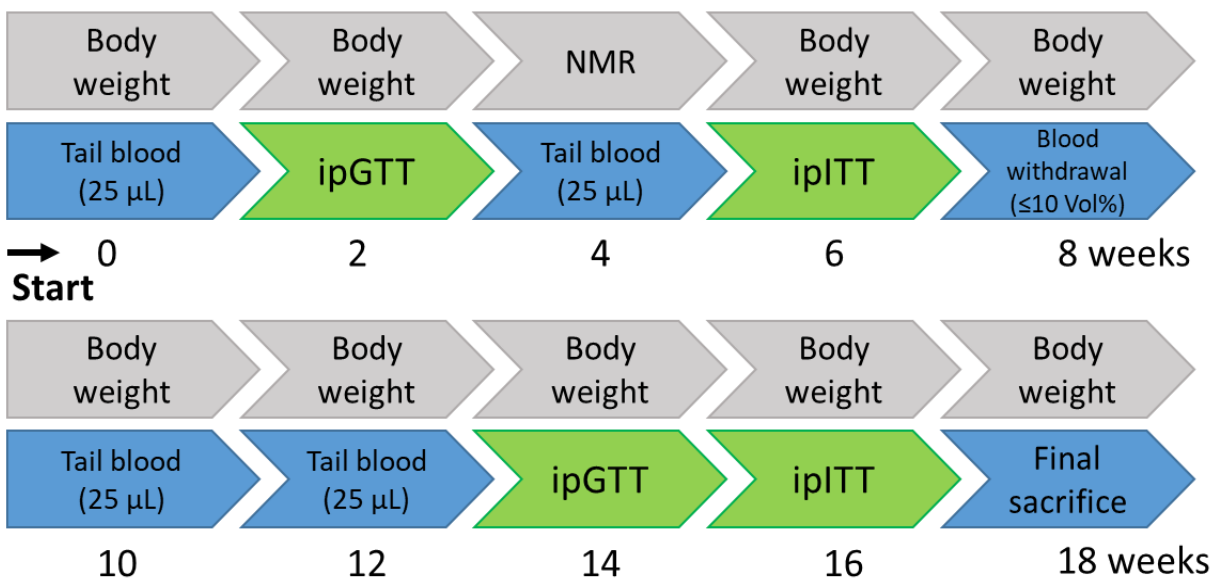 Body
weight
Body
weight
NMR
Body
weight
Body
weight
Tail blood
(25 µL)
ipGTT
Tail blood
(25 µL)
ipITT
Blood
withdrawal
(≤10 Vol%)
0
2
4
6
8 weeks
Start
Body
weight
Body
weight
Body
weight
Body
weight
Body
weight
Tail blood
(25 µL)
Tail blood
(25 µL)
ipGTT
ipITT
Final
sacrifice
10
12
14
16
18 weeks